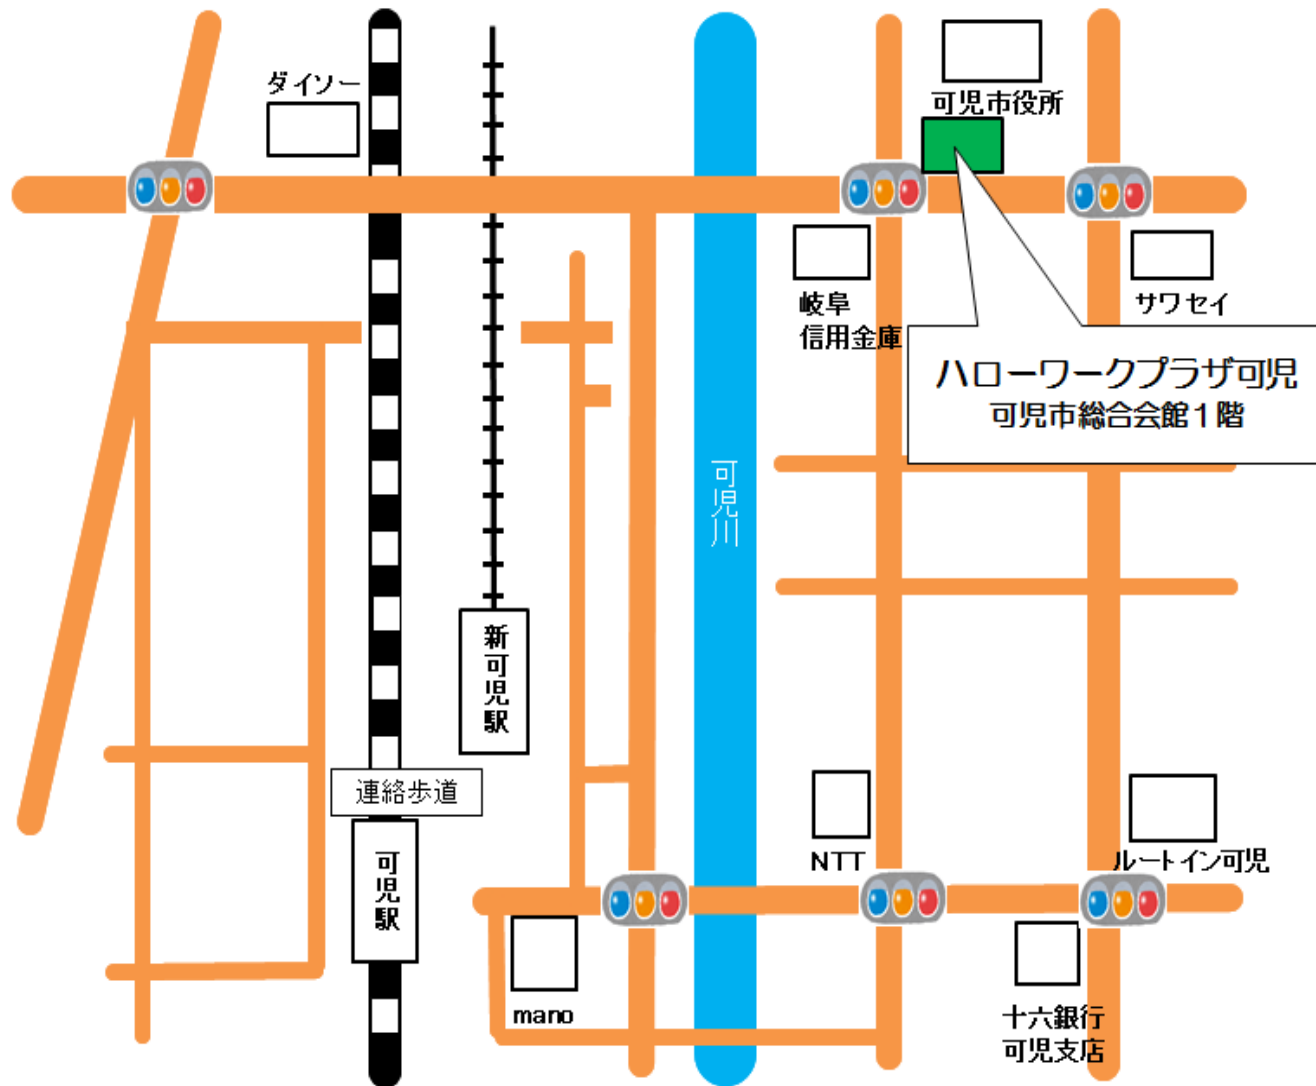 ダイソー
可児市役所
岐阜
信用金庫
サワセイ
ハローワークプラザ可児
可児市総合会館1階
可児川
新可児駅
連絡歩道
可児駅
NTT
ルートイン可児
mano
十六銀行
可児支店